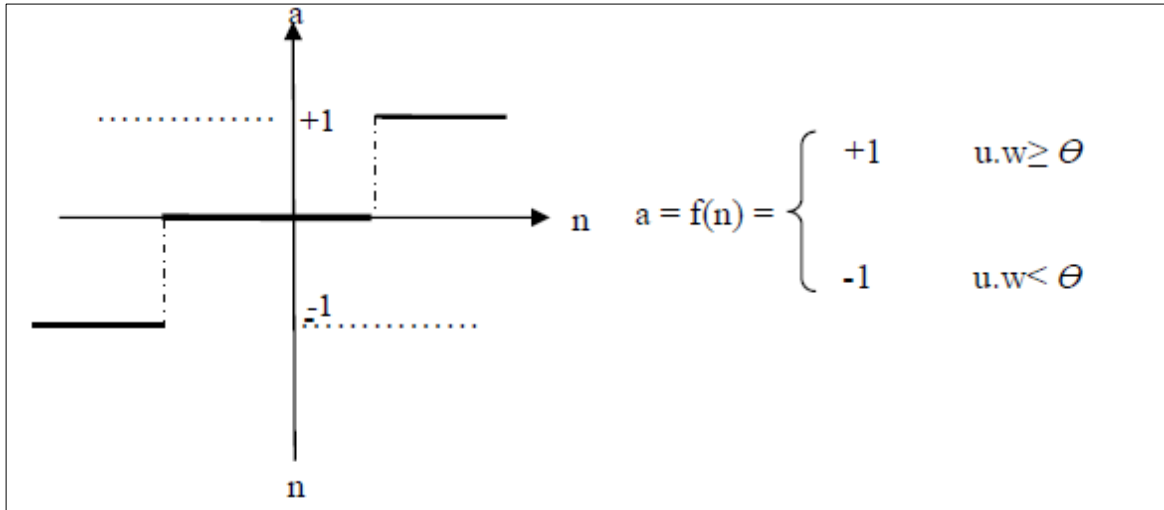 a
+1
+1 u.w≥ θ
n
a = f(n) =
-1
-1 u.w< θ
n